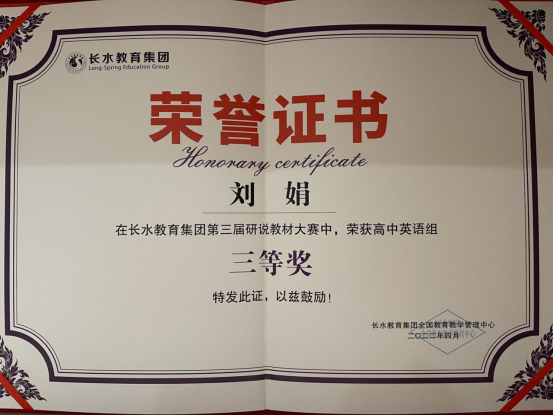 长水教育集团
Long-Spring Education Group
荣誉证书
Honorary certificate
刘 娟
在长水教育集团第三届研说教材大赛中，荣获高中英语组
三等奖
特发此证，以兹鼓励！
长水教育集团全国教育教学管理中心